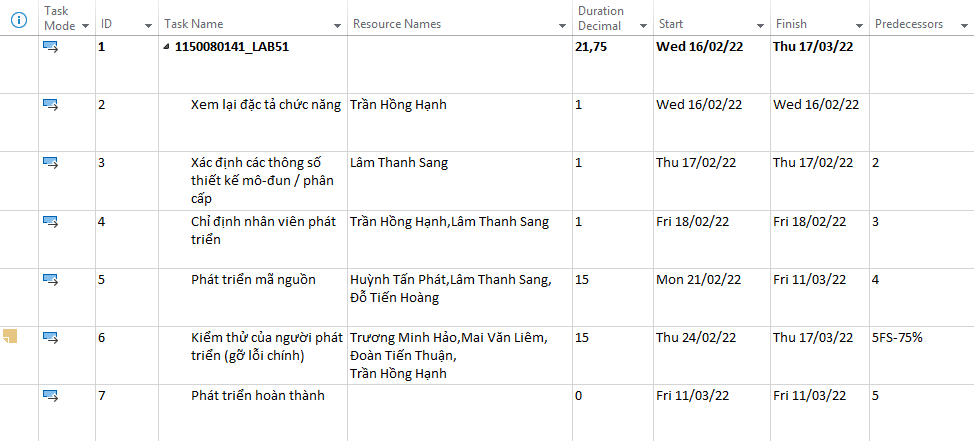 Task Mode ID Task Name Resource Names Duration Decimal Start Finish Predecessors
1 1150080141_LAB51 21,75 Wed 16/02/22 Thu 17/03/22
2 Xem lại đặc tả chức năng Trần Hồng Hạnh 1 Wed 16/02/22 Wed 16/02/22
3 Xác định các thông số Lâm Thanh Sang 1 Thu 17/02/22 Thu 17/02/22 2
thiết kế mô-đun / phân
cấp
4 Chỉ định nhân viên phát Trần Hồng Hạnh,Lâm Thanh Sang 1 Fri 18/02/22 Fri 18/02/22 3
triển
5 Phát triển mã nguồn Huỳnh Tấn Phát,Lâm Thanh Sang, 15 Mon 21/02/22 Fri 11/03/22 4
Đỗ Tiến Hoàng
6 Kiểm thử của người phát Trương Minh Hảo,Mai Văn Liêm, 15 Thu 24/02/22 Thu 17/03/22 5FS-75%
triển (gỡ lỗi chính) Đoàn Tiến Thuận,
Trần Hồng Hạnh
7 Phát triển hoàn thành 0 Fri 11/03/22 Fri 11/03/22 5